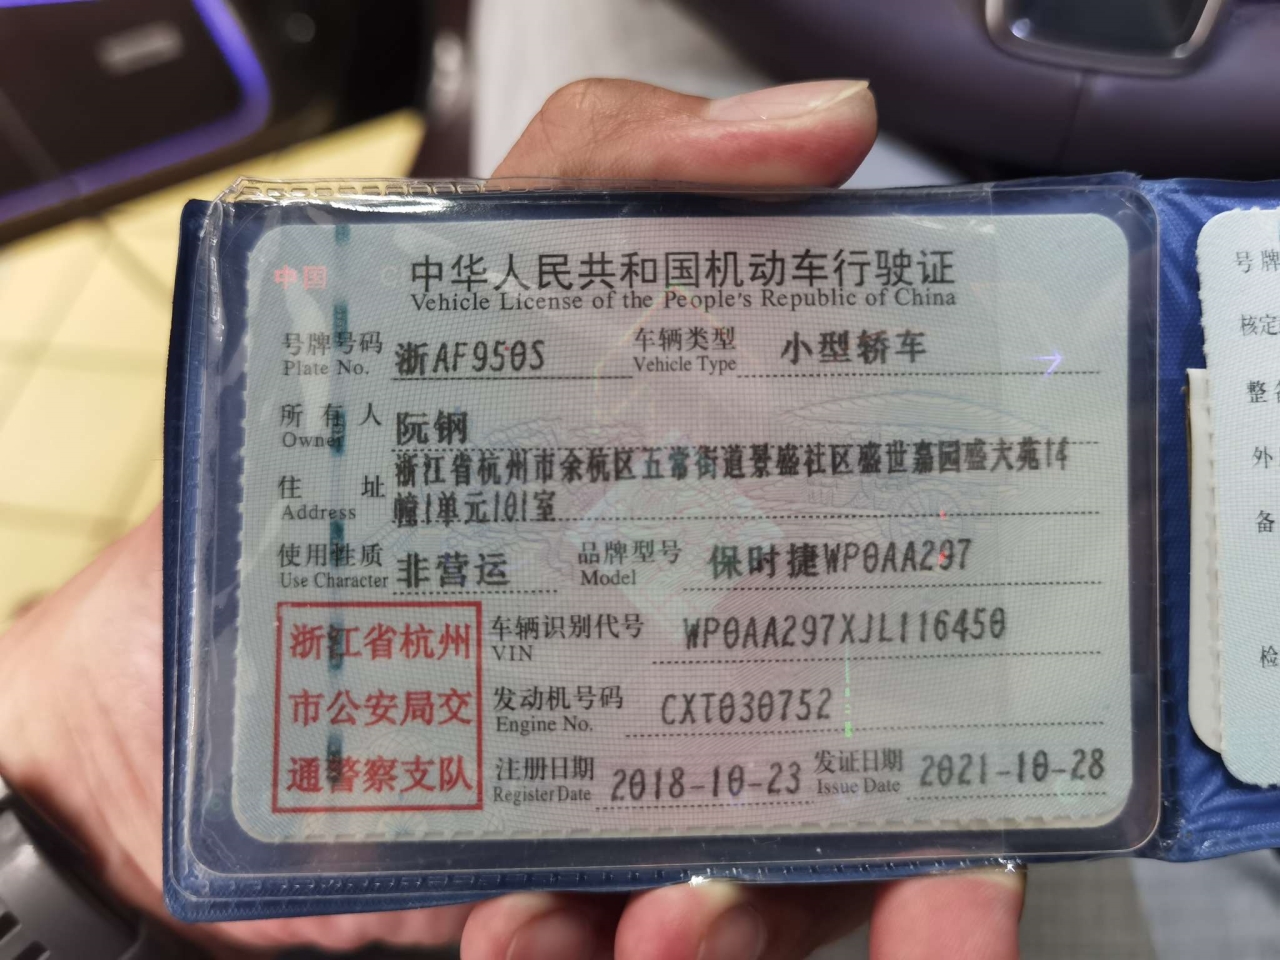 中国
中华人民共和国机动车行驶证
Vehicle License of the People's Republic of China
号牌号码 浙AF950S 车辆类型 小型轿车
Plate No. Vehicle Type
所有人 阮钢
Owner
住址 浙江省杭州市余杭区五常街道景盛社区盛世嘉园盛大苑14
Address 幢1单元101室
使用性质 非营运 品牌型号 保时捷WP0AA297
Use Character Model
浙江省杭州
市公安局交
通警察支队
车辆识别代号 WP0AA297XJL116450
VIN
发动机号码 CXT030752
Engine No.
注册日期 2018-10-23 发证日期 2021-10-28
Register Date Issue Date
号牌
核定
整备
外
备
检